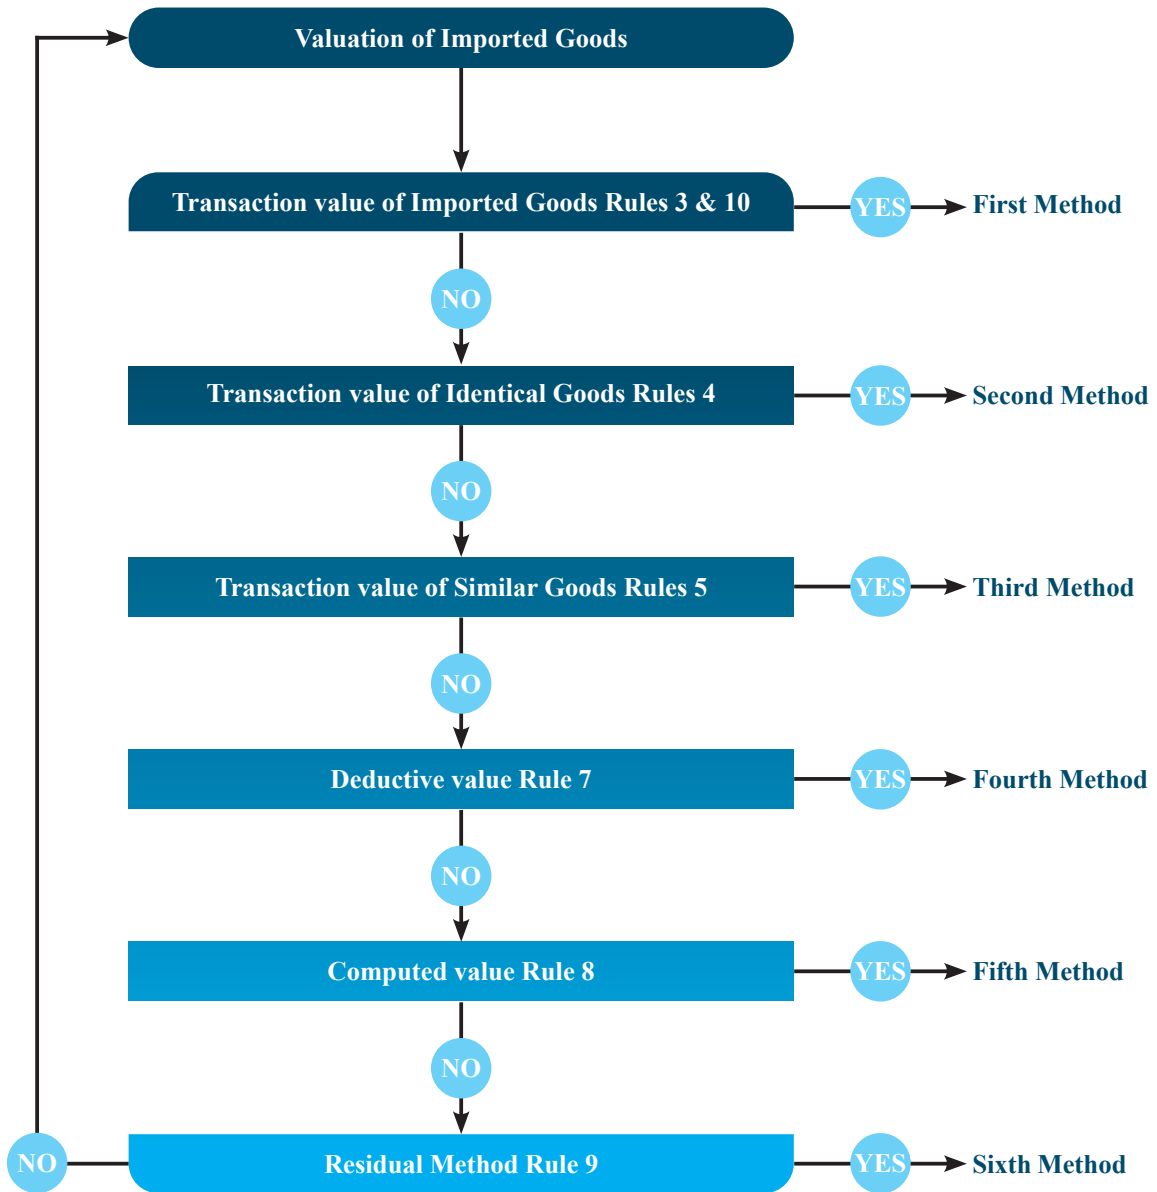 Valuation of Imported Goods
Transaction value of Imported Goods Rules 3 & 10
YES
First Method
NO
Transaction value of Identical Goods Rules 4
YES
Second Method
NO
Transaction value of Similar Goods Rules 5
YES
Third Method
NO
Deductive value Rule 7
YES
Fourth Method
NO
Computed value Rule 8
YES
Fifth Method
NO
NO
Residual Method Rule 9
YES
Sixth Method